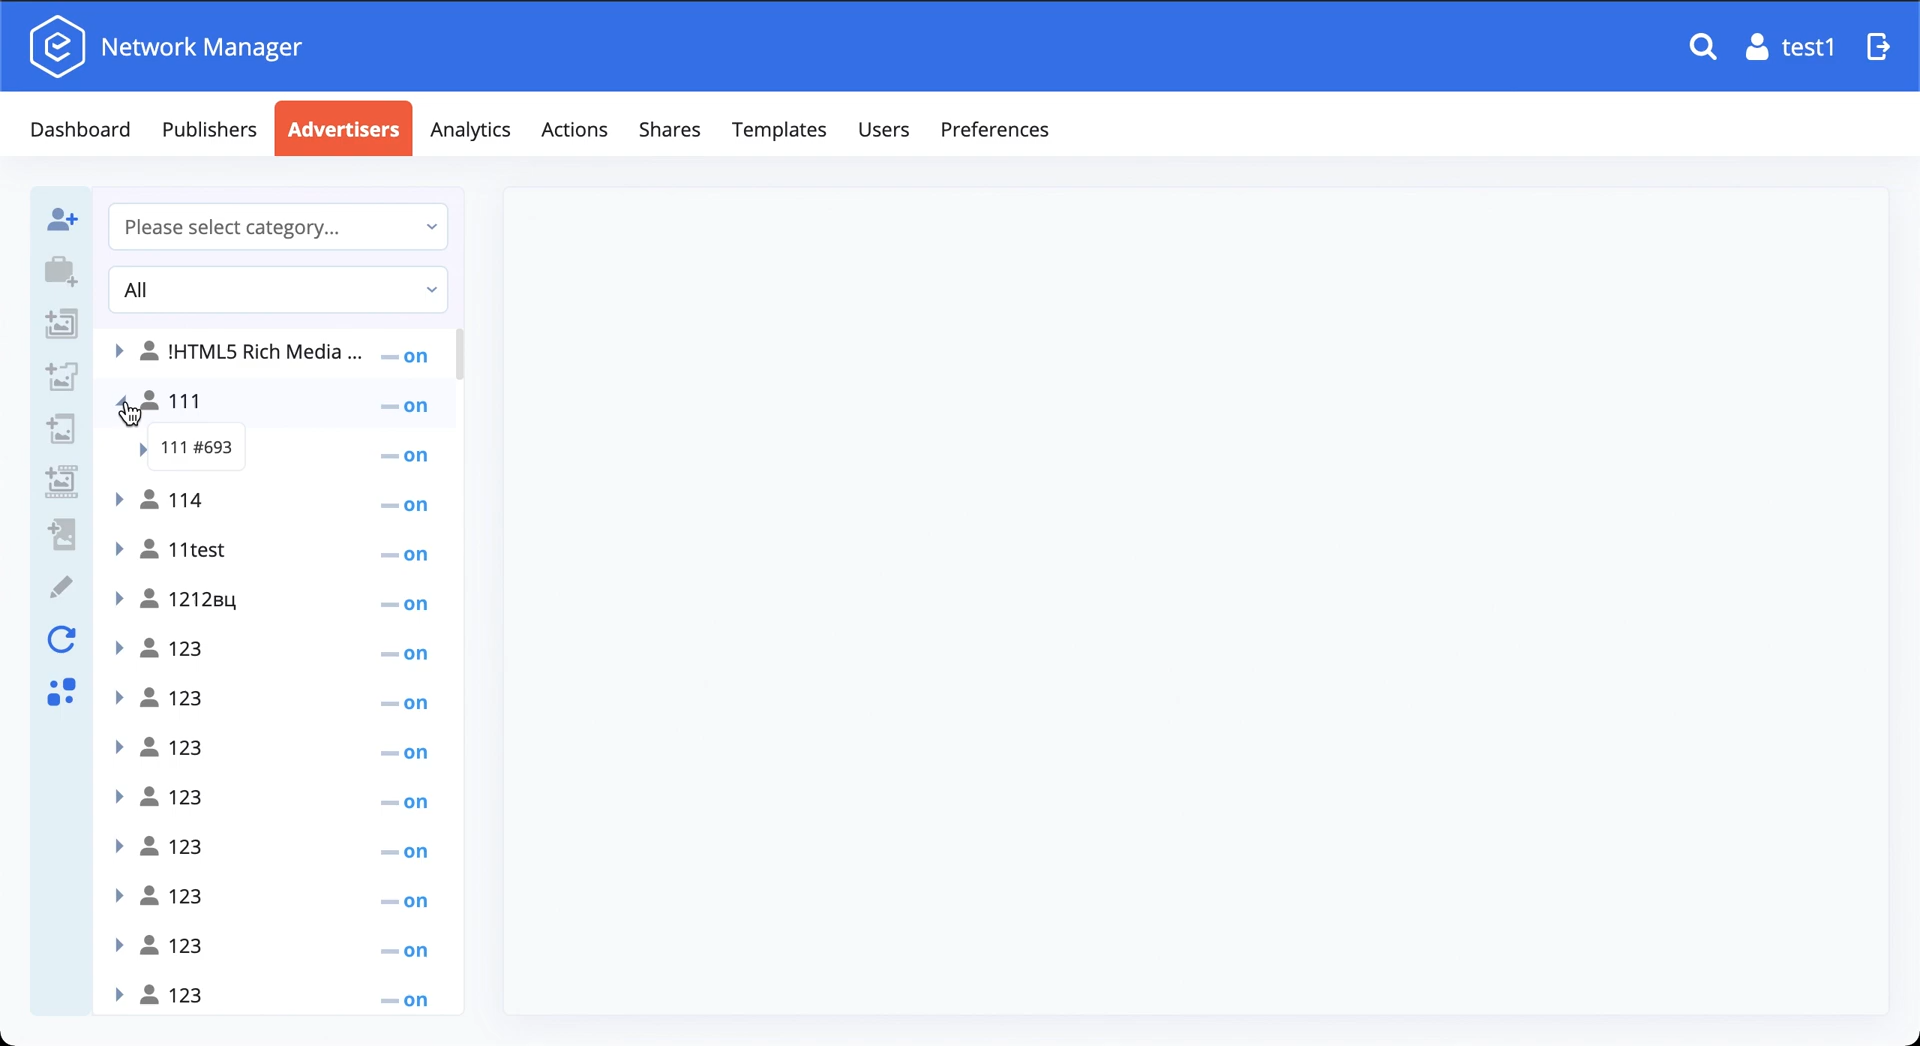 Network Manager
test1
Dashboard Publishers Advertisers Analytics Actions Shares Templates Users Preferences
Please select category...
All
!HTML5 Rich Media ... on
111 on
111 #693 on
114 on
11test on
1212вц on
123 on
123 on
123 on
123 on
123 on
123 on
123 on
123 on